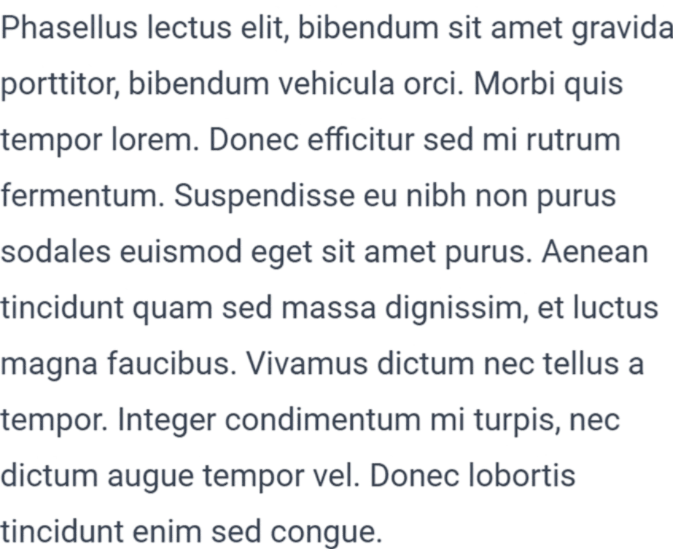 Phasellus lectus elit, bibendum sit amet gravida
porttitor, bibendum vehicula orci. Morbi quis
tempor lorem. Donec efficitur sed mi rutrum
fermentum. Suspendisse eu nibh non purus
sodales euismod eget sit amet purus. Aenean
tincidunt quam sed massa dignissim, et luctus
magna faucibus. Vivamus dictum nec tellus a
tempor. Integer condimentum mi turpis, nec
dictum augue tempor vel. Donec lobortis
tincidunt enim sed congue.